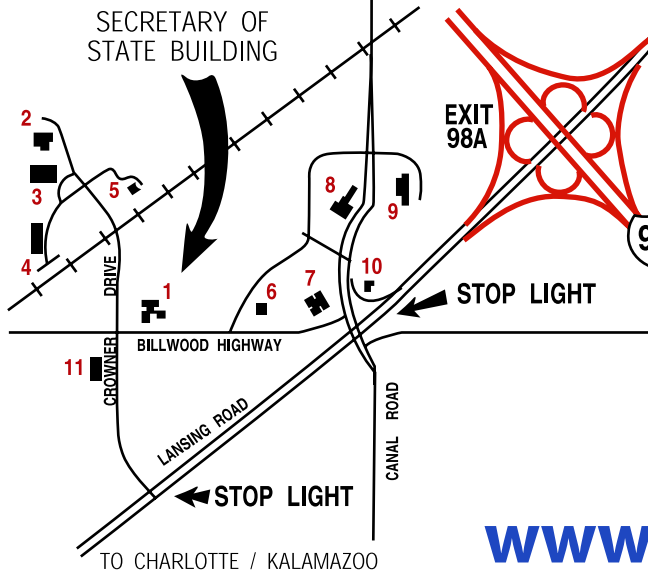 SECRETARY OF
STATE BUILDING
EXIT
98A
2
3
5
4
8
9
10
9
1
6
7
STOP LIGHT
DRIVE
BILLWOOD HIGHWAY
11
CROWNER
LANSING ROAD
CANAL ROAD
STOP LIGHT
TO CHARLOTTE / KALAMAZOO
www